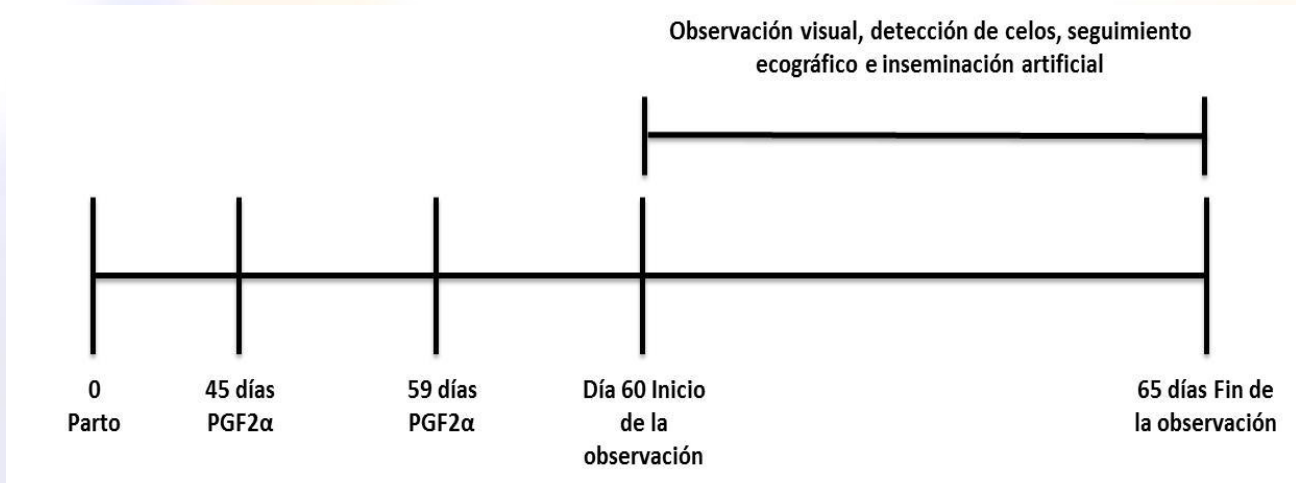 Observación visual, detección de celos, seguimiento
ecográfico e inseminación artificial
0
Parto
45 días
PGF2α
59 días
PGF2α
Día 60 Inicio
de la
observación
65 días Fin de
la observación